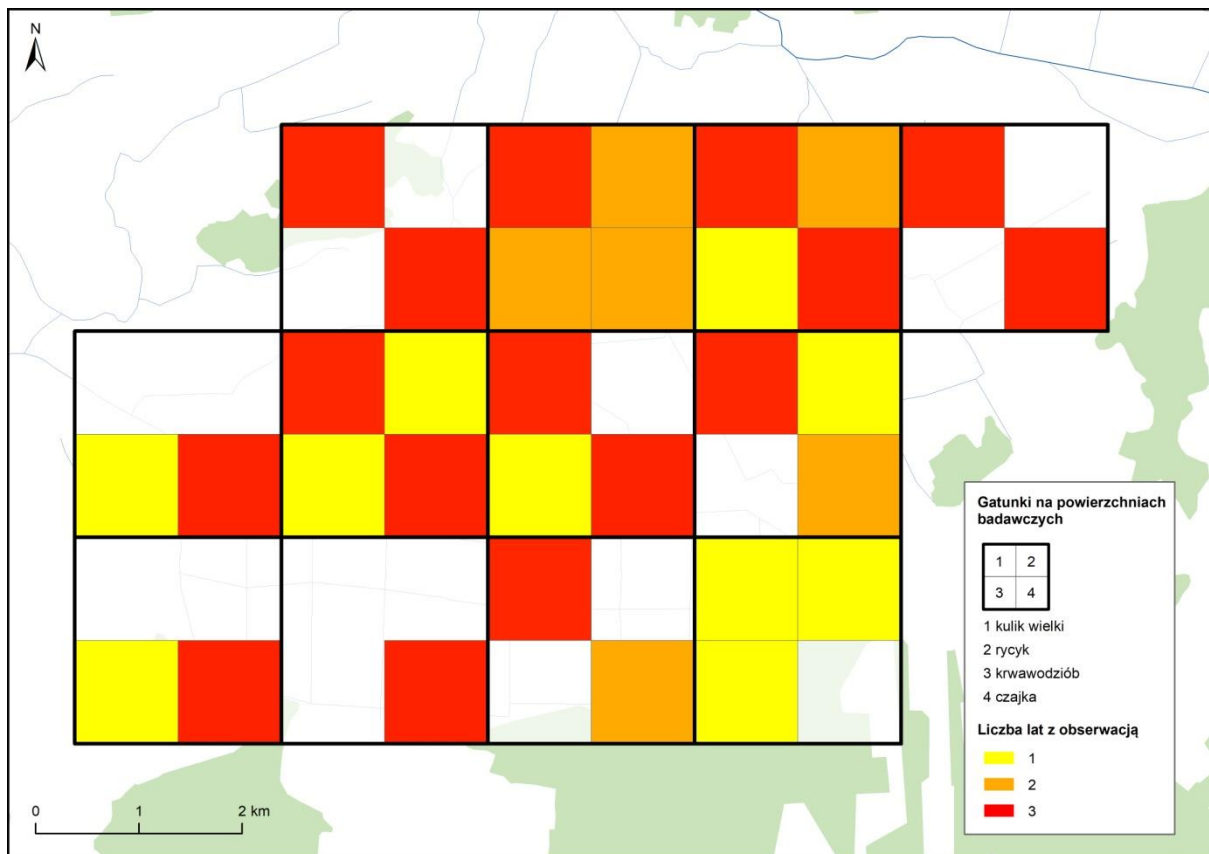 N
Gatunki na powierzchniach
badawczych
1 2
3 4
1 kulik wielki
2 rycyk
3 krwawodziób
4 czajka
Liczba lat z obserwacją
1
2
3
0 1 2 km